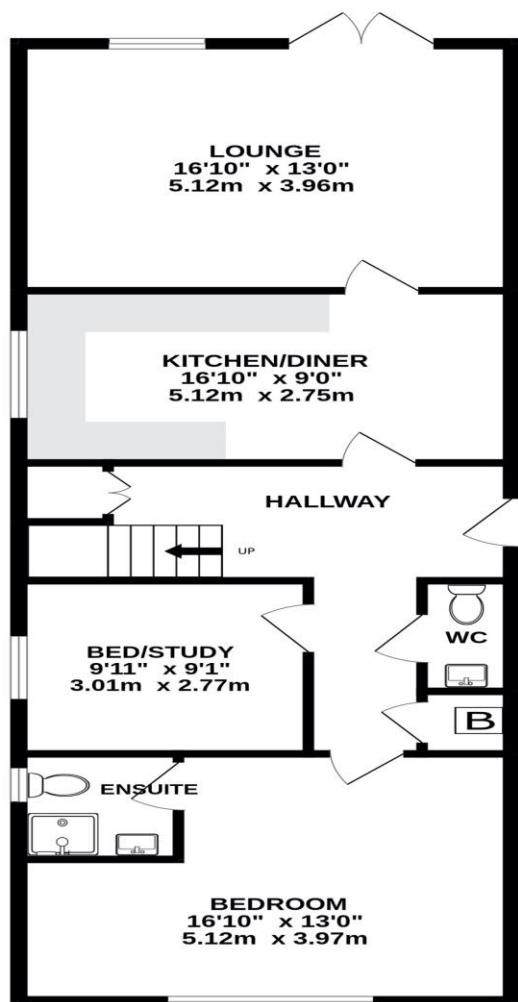 LOUNGE
16'10" x 13'0"
5.12m x 3.96m
KITCHEN/DINER
16'10" x 9'0"
5.12m x 2.75m
HALLWAY
UP
BED/STUDY
9'11" x 9'1"
3.01m x 2.77m
WC
B
ENSUITE
BEDROOM
16'10" x 13'0"
5.12m x 3.97m